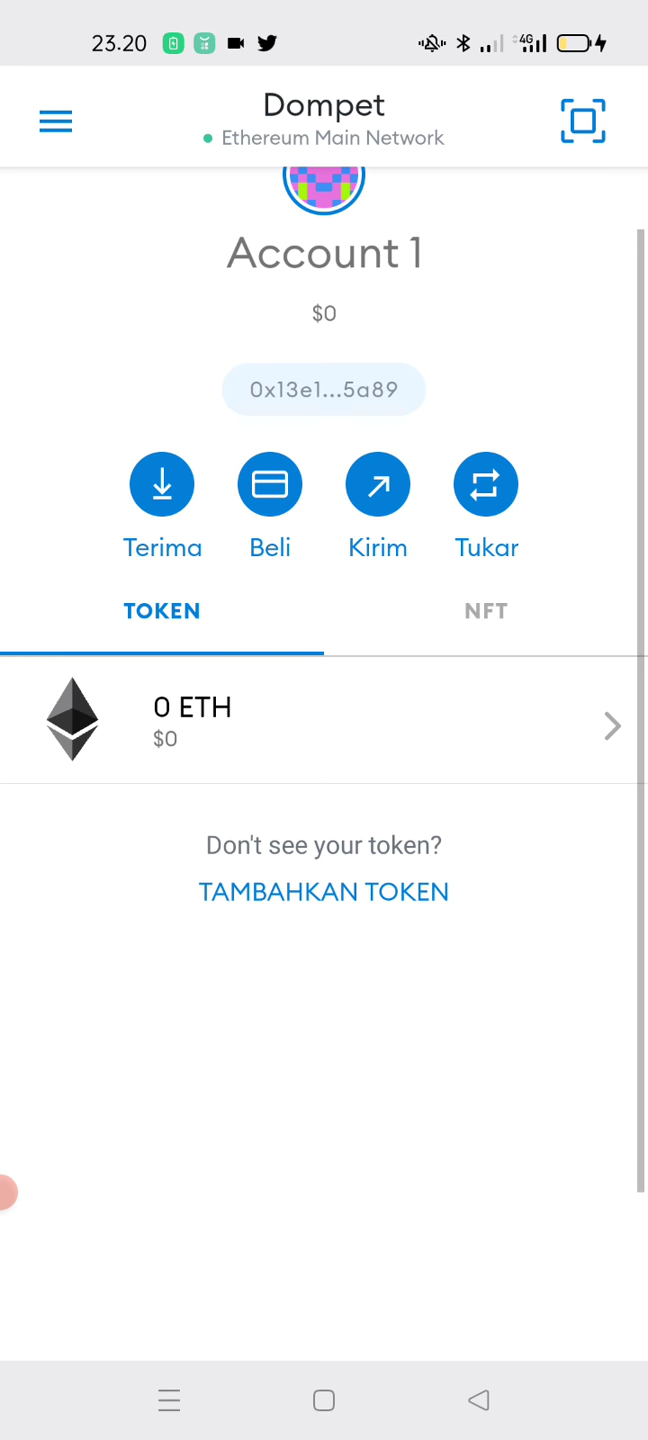 23.20
4G
Dompet
Ethereum Main Network
Account 1
$0
0x13e1...5a89
Terima
Beli
Kirim
Tukar
TOKEN
NFT
0 ETH
$0
Don't see your token?
TAMBAHKAN TOKEN